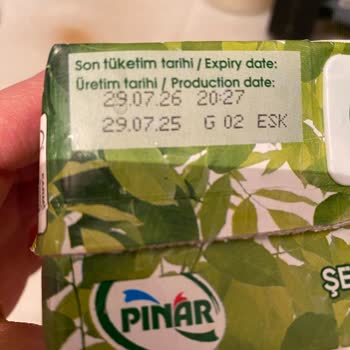 Son tüketim tarihi / Expiry date:
Üretim tarihi / Production date:
29.07.26 20:27
29.07.25 G 02 ESK
PINAR
ŞE